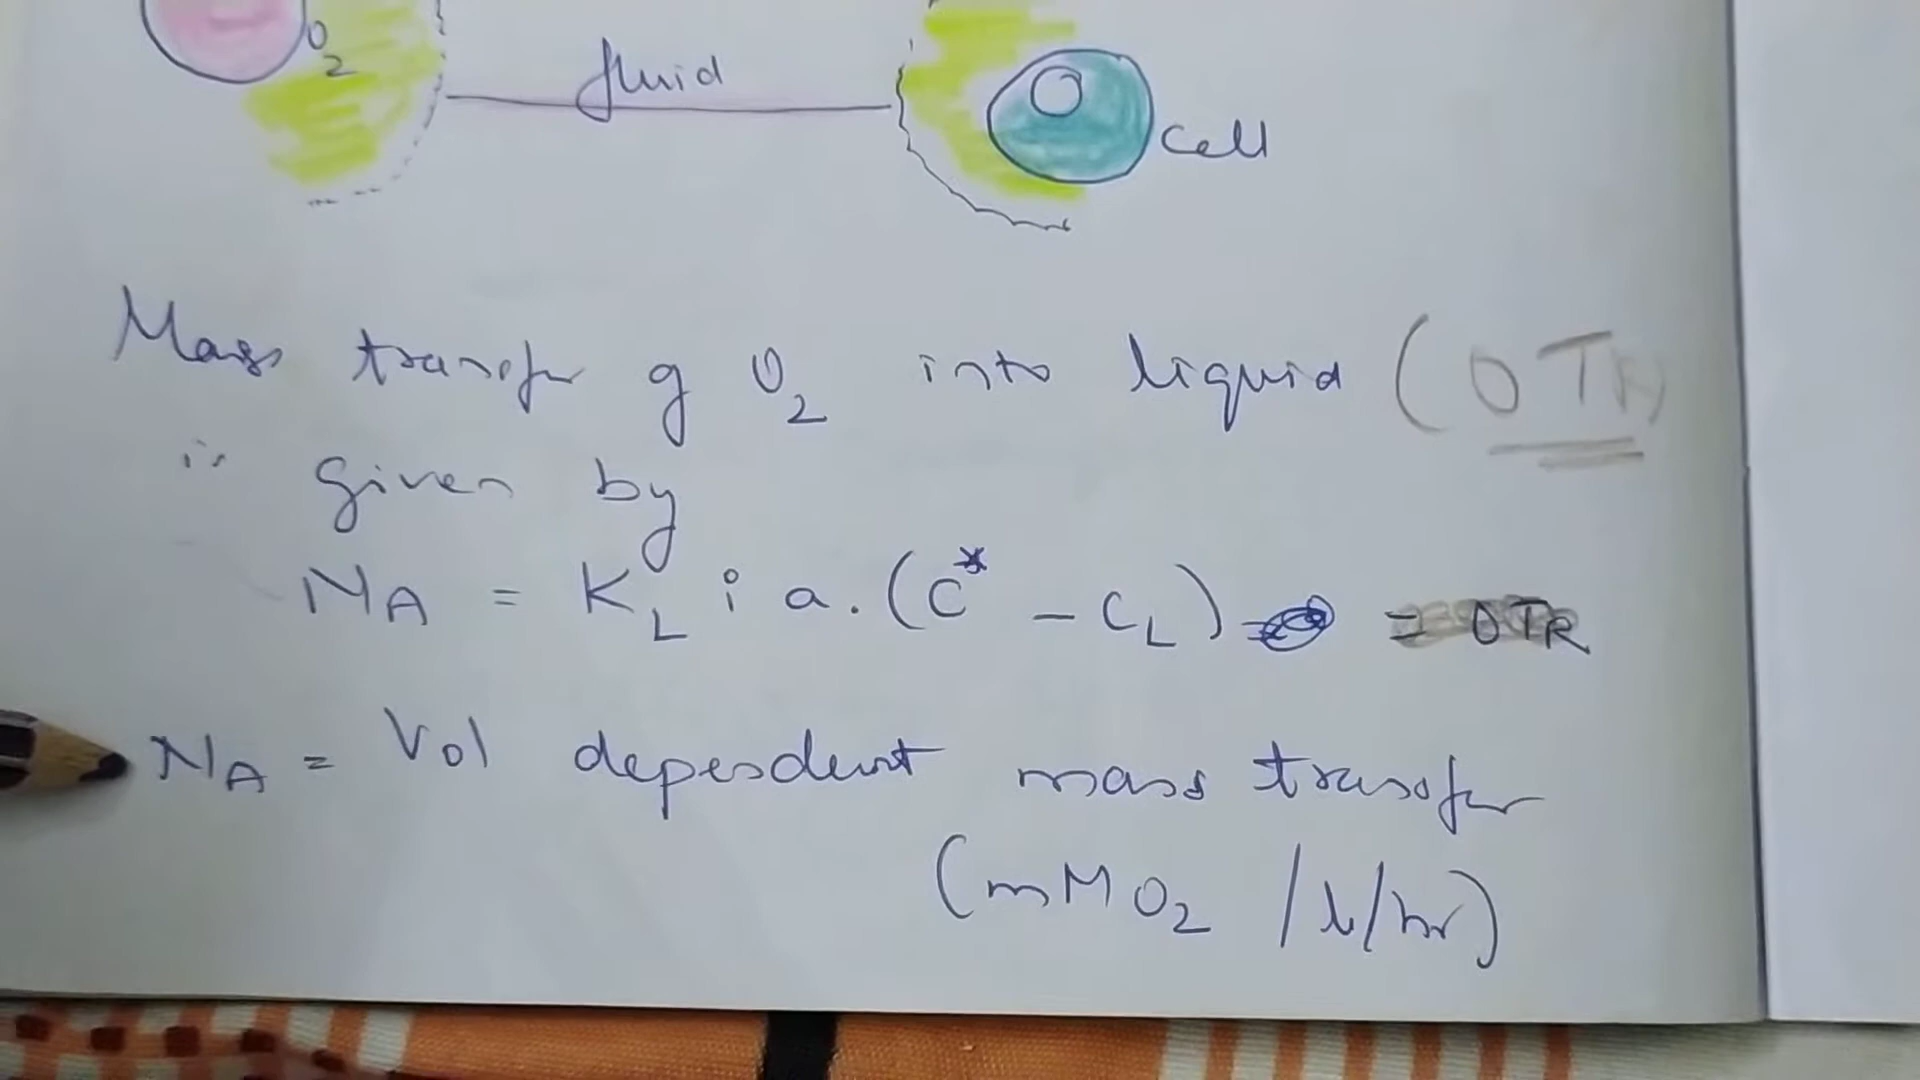 O2
fluid
Cell
Mass transfer of O2 into liquid (OTR)
is given by
NA = KL i a. (C* - CL) = OTR
NA = Vol dependent mass transfer
(mM O2 /l/hr)